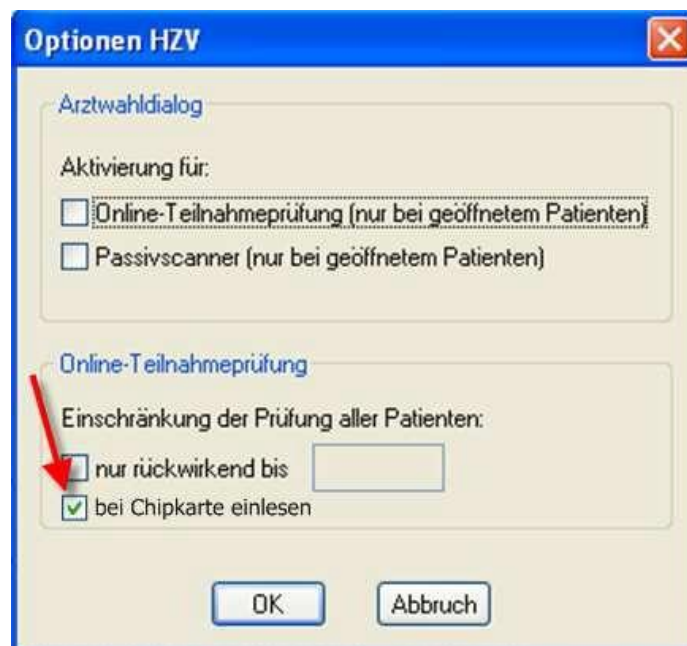 Optionen HZV
Arztwahldialog
Aktivierung für:
Online-Teilnahmeprüfung (nur bei geöffnetem Patienten)
Passivscanner (nur bei geöffnetem Patienten)
Online-Teilnahmeprüfung
Einschränkung der Prüfung aller Patienten:
nur rückwirkend bis
bei Chipkarte einlesen
OK Abbruch